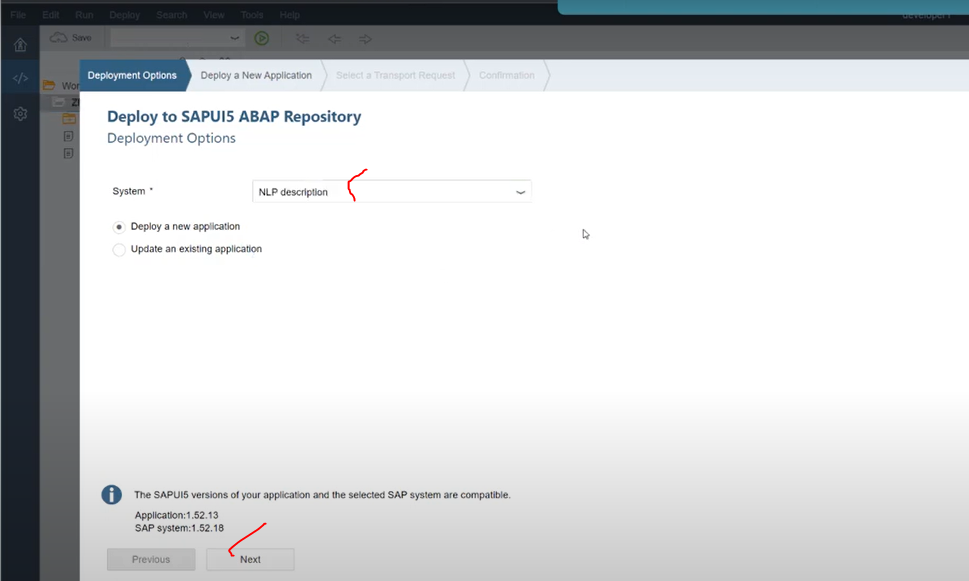 File Edit Run Deploy Search View Tools Help
Save
Deployment Options Deploy a New Application Select a Transport Request Confirmation
Deploy to SAPUI5 ABAP Repository
Deployment Options
System * NLP description
Deploy a new application
Update an existing application
The SAPUI5 versions of your application and the selected SAP system are compatible.
Application:1.52.13
SAP system:1.52.18
Previous Next